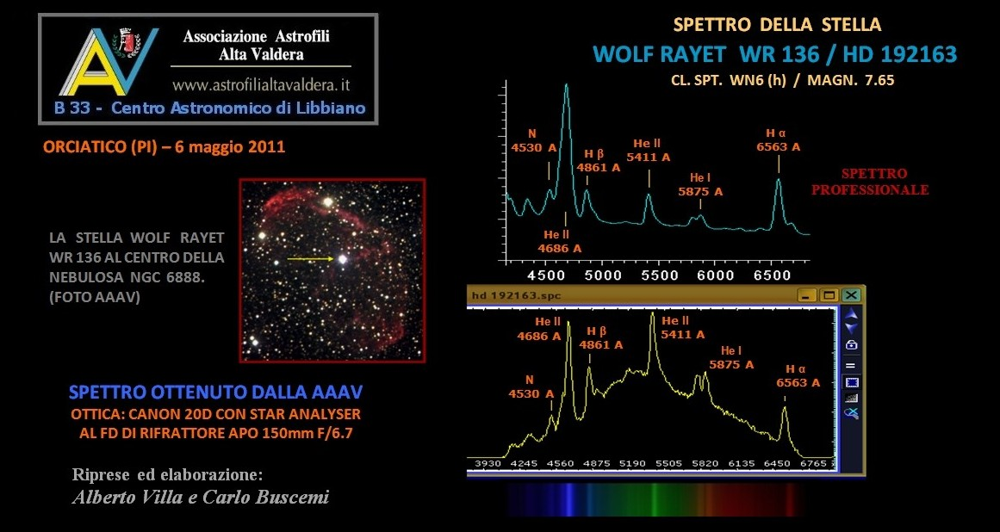 Associazione Astrofili
Alta Valdera
www.astrofilialtavaldera.it
B 33 - Centro Astronomico di Libbiano
ORCIATICO (PI) – 6 maggio 2011
LA STELLA WOLF RAYET
WR 136 AL CENTRO DELLA
NEBULOSA NGC 6888.
(FOTO AAAV)
SPETTRO OTTENUTO DALLA AAAV
OTTICA: CANON 20D CON STAR ANALYSER
AL FD DI RIFRATTORE APO 150mm F/6.7
Riprese ed elaborazione:
Alberto Villa e Carlo Buscemi
SPETTRO DELLA STELLA
WOLF RAYET WR 136 / HD 192163
CL. SPT. WN6 (h) / MAGN. 7.65
N
4530 A
H β
4861 A
He II
5411 A
He I
5875 A
H α
6563 A
He II
4686 A
SPETTRO
PROFESSIONALE
4500 5000 5500 6000 6500
hd 192163.spc
He II
4686 A
H β
4861 A
He II
5411 A
He I
5875 A
H α
6563 A
N
4530 A
3930 4245 4560 4875 5190 5505 5820 6135 6450 6765